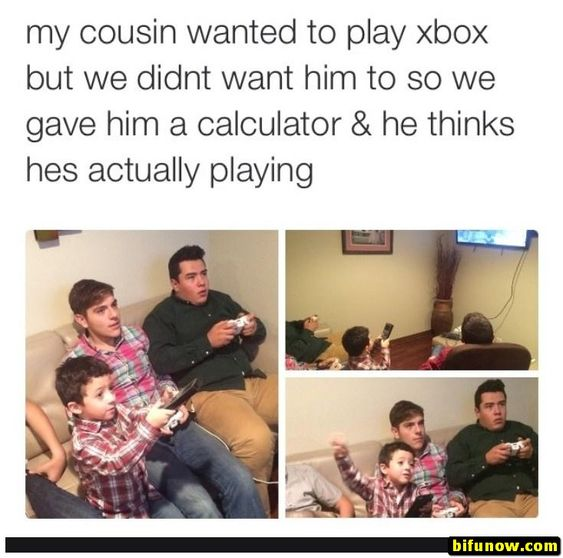 my cousin wanted to play xbox
but we didnt want him to so we
gave him a calculator & he thinks
hes actually playing
bifunow.com